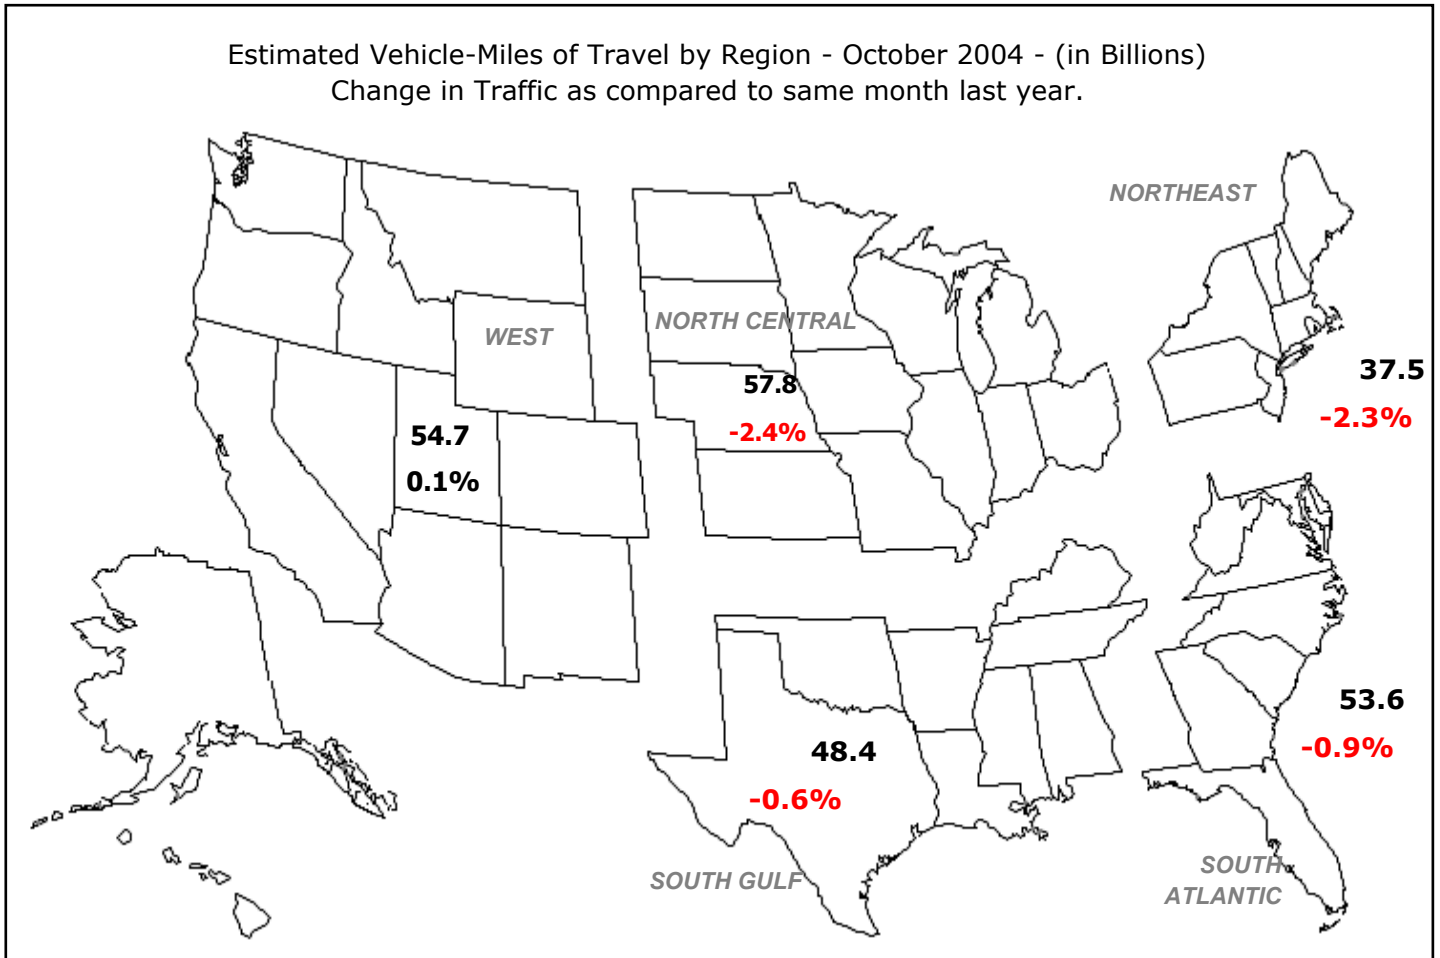 Estimated Vehicle-Miles of Travel by Region - October 2004 - (in Billions)
Change in Traffic as compared to same month last year.
NORTHEAST
37.5
-2.3%
WEST
54.7
0.1%
NORTH CENTRAL
57.8
-2.4%
53.6
-0.9%
SOUTH
ATLANTIC
48.4
-0.6%
SOUTH GULF